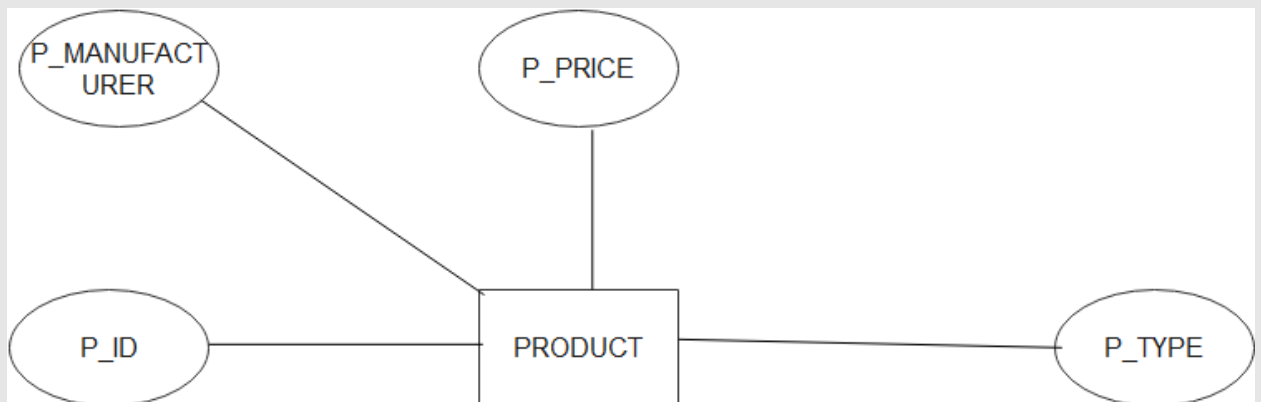 P_MANUFACT
URER
P_PRICE
P_ID
PRODUCT
P_TYPE